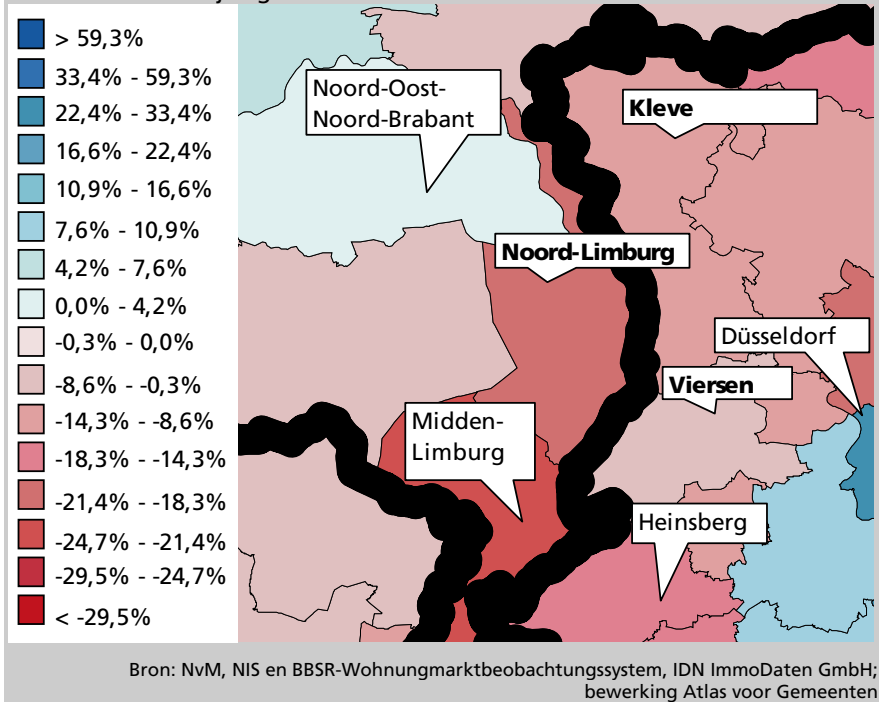 > 59,3%
33,4% - 59,3%
22,4% - 33,4%
16,6% - 22,4%
10,9% - 16,6%
7,6% - 10,9%
4,2% - 7,6%
0,0% - 4,2%
-0,3% - 0,0%
-8,6% - -0,3%
-14,3% - -8,6%
-18,3% - -14,3%
-21,4% - -18,3%
-24,7% - -21,4%
-29,5% - -24,7%
< -29,5%
Noord-Oost-
Noord-Brabant
Kleve
Noord-Limburg
Düsseldorf
Viersen
Midden-
Limburg
Heinsberg
Bron: NvM, NIS en BBSR-Wohnungmarktbeobachtungssystem, IDN ImmoDaten GmbH;
bewerking Atlas voor Gemeenten